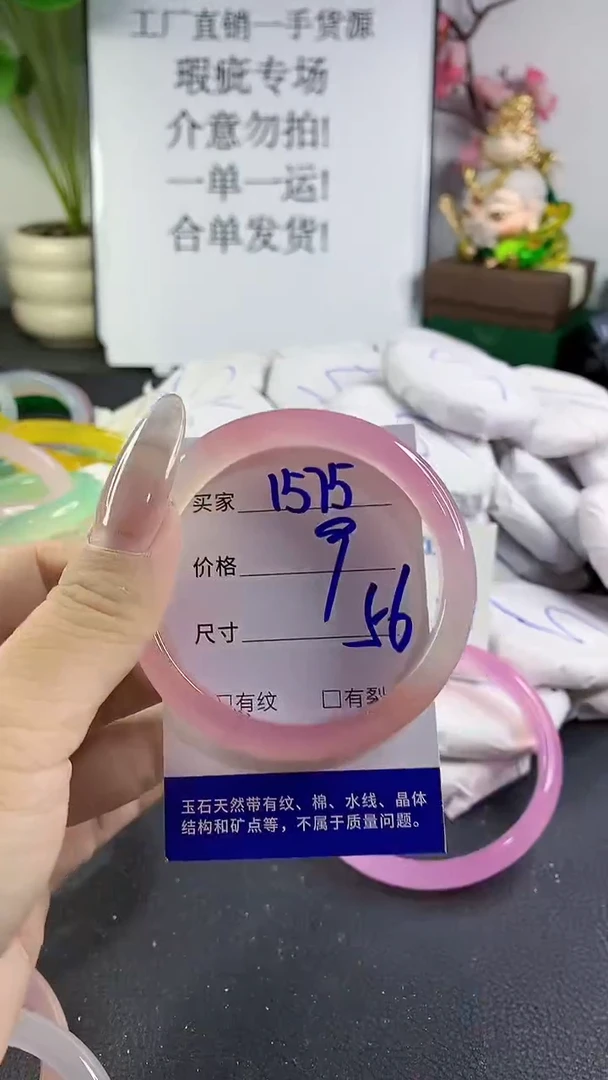 工厂直销一手货源
瑕疵专场
介意勿拍!
一单一运!
合单发货!
买家 1575
价格 9
尺寸 56
□有纹 □有裂
玉石天然带有纹、棉、水线、晶体
结构和矿点等，不属于质量问题。